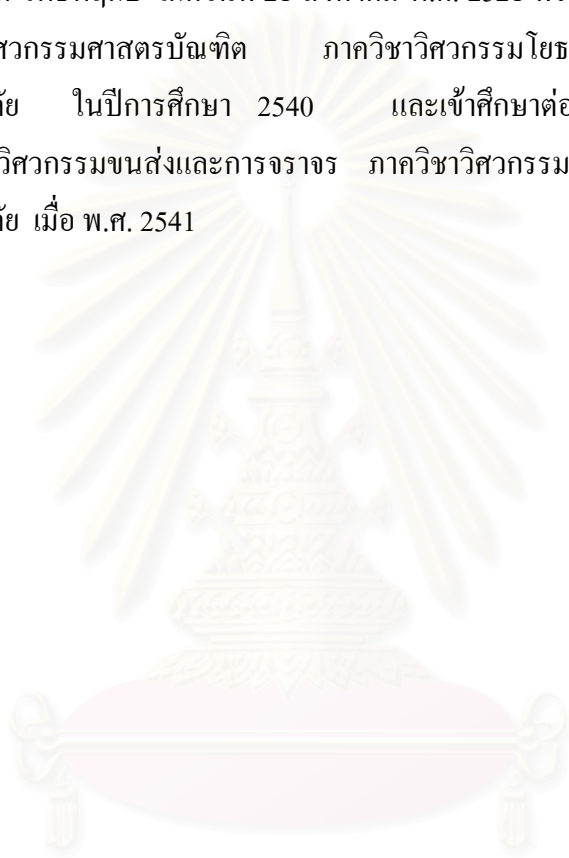 ศวกรรมศาสตรบัณฑิต ภาควิชาวิศวกรรมโยธ
ัย ในปีการศึกษา 2540 และเข้าศึกษาต่อ
วิศวกรรมขนส่งและการจราจร ภาควิชาวิศวกรรม
ัย เมื่อ พ.ศ. 2541